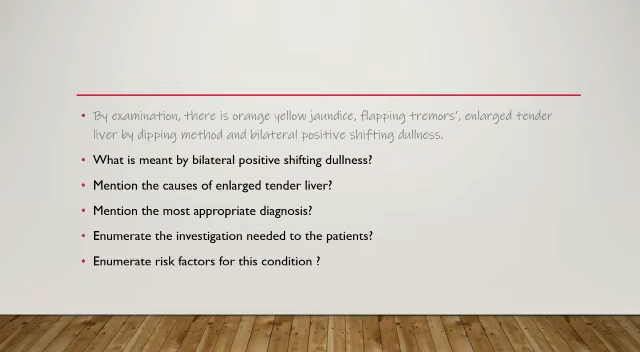 • By examination, there is orange yellow jaundice, flapping tremors', enlarged tender
liver by dipping method and bilateral positive shifting dullness.
• What is meant by bilateral positive shifting dullness?
• Mention the causes of enlarged tender liver?
• Mention the most appropriate diagnosis?
• Enumerate the investigation needed to the patients?
• Enumerate risk factors for this condition ?